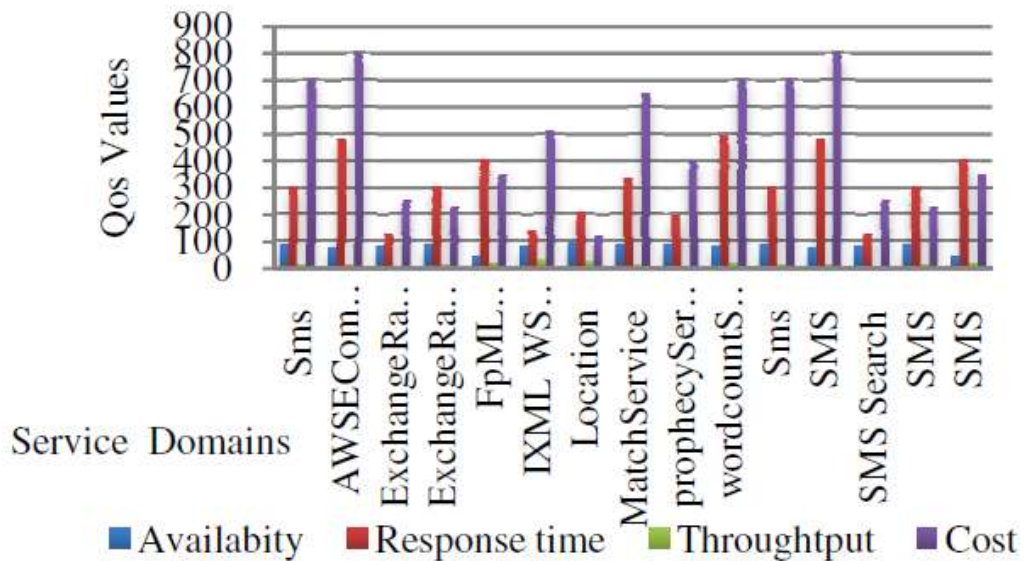 900
800
700
600
500
400
300
200
100
0
Qos Values
Sms
AWSECom…
ExchangeRa…
ExchangeRa…
FpML…
IXML WS…
Location
MatchService
prophecySer…
wordcountS…
Sms
SMS
SMS Search
SMS
SMS
Service Domains
Availabity
Response time
Throughtput
Cost